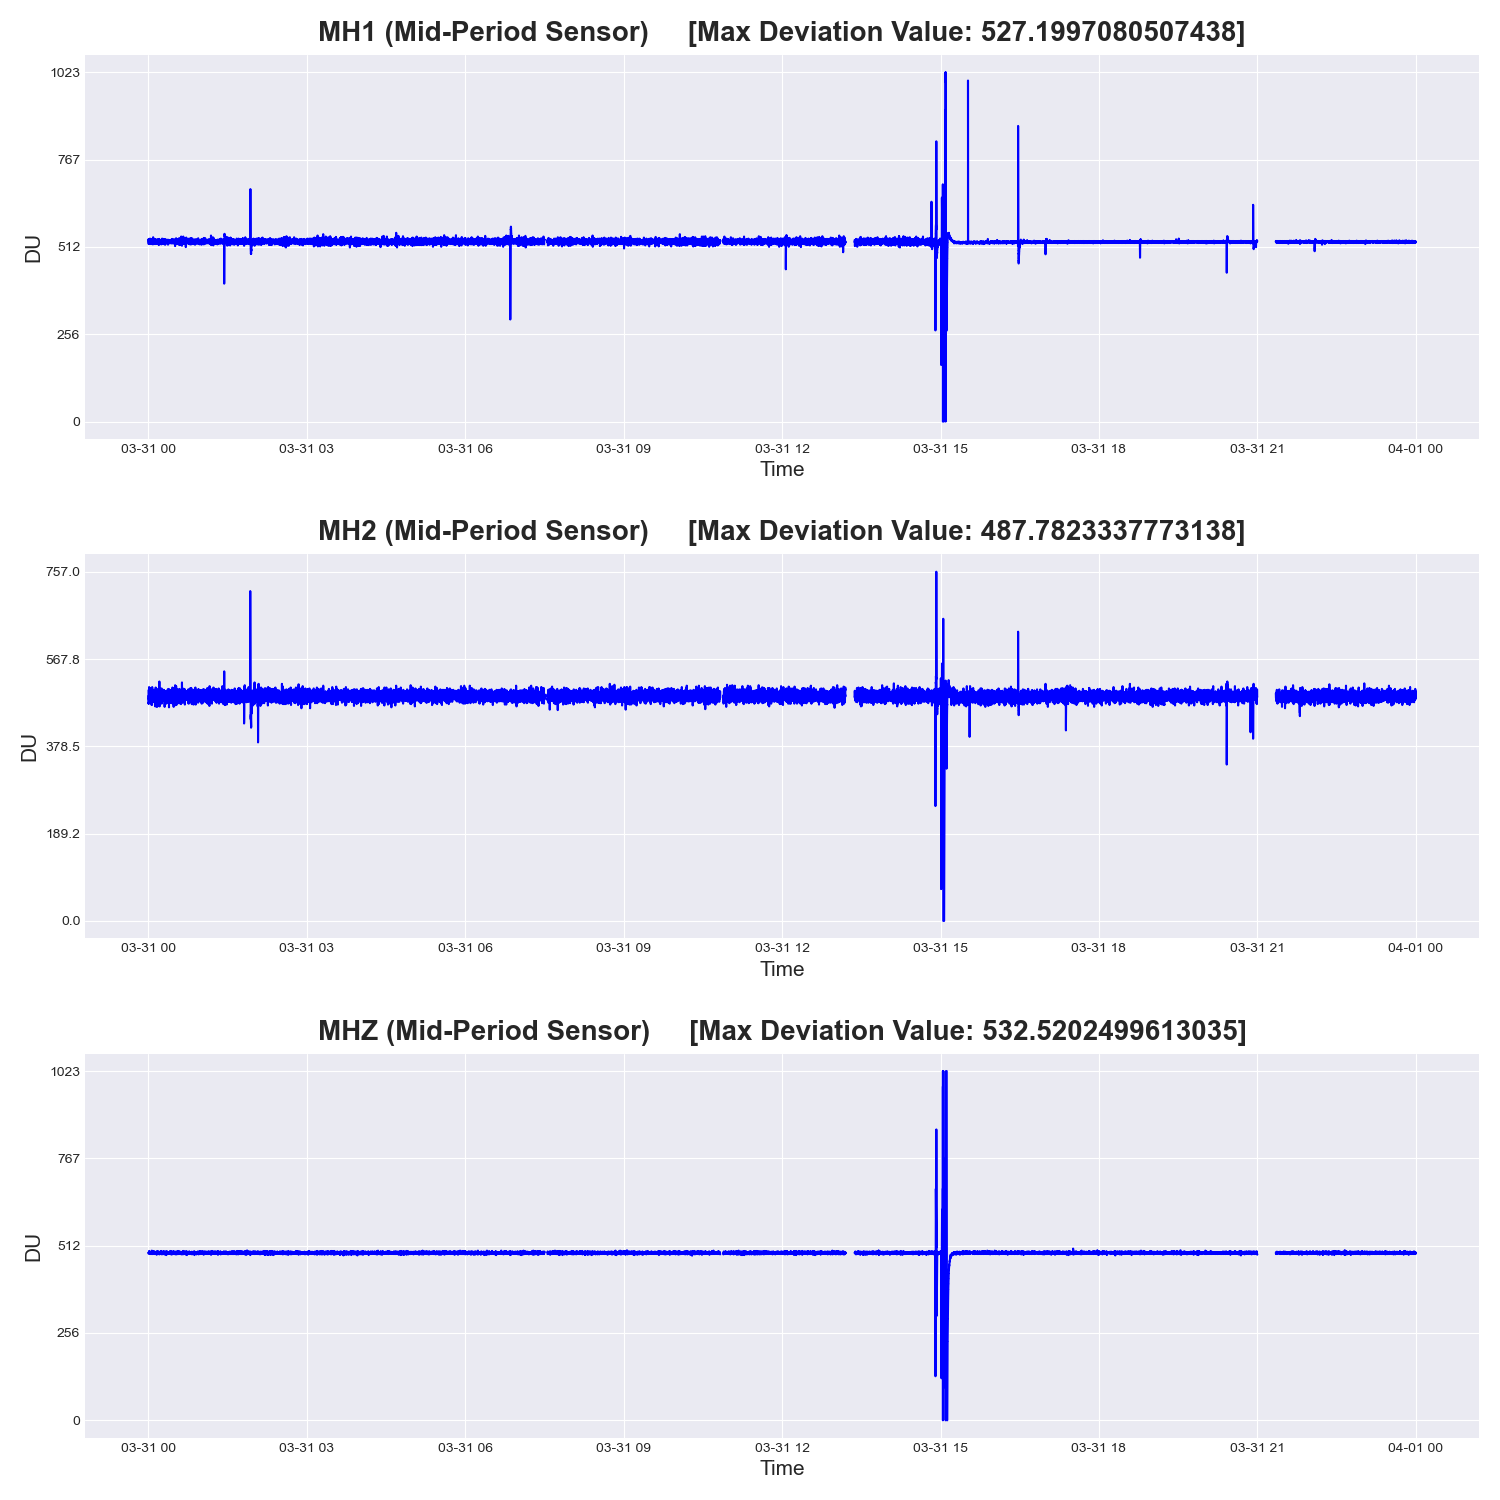 MH1 (Mid-Period Sensor) [Max Deviation Value: 527.1997080507438]
1023
767
512
256
0
DU
03-31 00 03-31 03 03-31 06 03-31 09 03-31 12 03-31 15 03-31 18 03-31 21 04-01 00
Time
MH2 (Mid-Period Sensor) [Max Deviation Value: 487.7823337773138]
757.0
567.8
378.5
189.2
0.0
DU
03-31 00 03-31 03 03-31 06 03-31 09 03-31 12 03-31 15 03-31 18 03-31 21 04-01 00
Time
MHZ (Mid-Period Sensor) [Max Deviation Value: 532.5202499613035]
1023
767
512
256
0
DU
03-31 00 03-31 03 03-31 06 03-31 09 03-31 12 03-31 15 03-31 18 03-31 21 04-01 00
Time